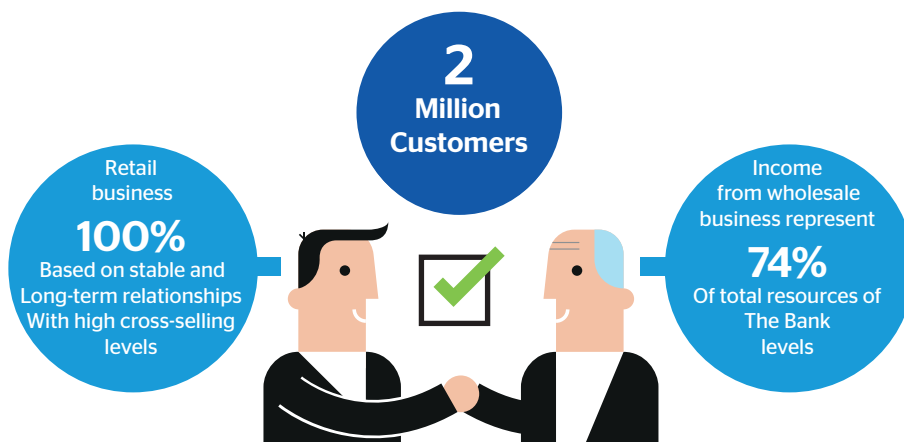 2
Million
Customers
Retail
business
100%
Based on stable and
Long-term relationships
With high cross-selling
levels
Income
from wholesale
business represent
74%
Of total resources of
The Bank
levels